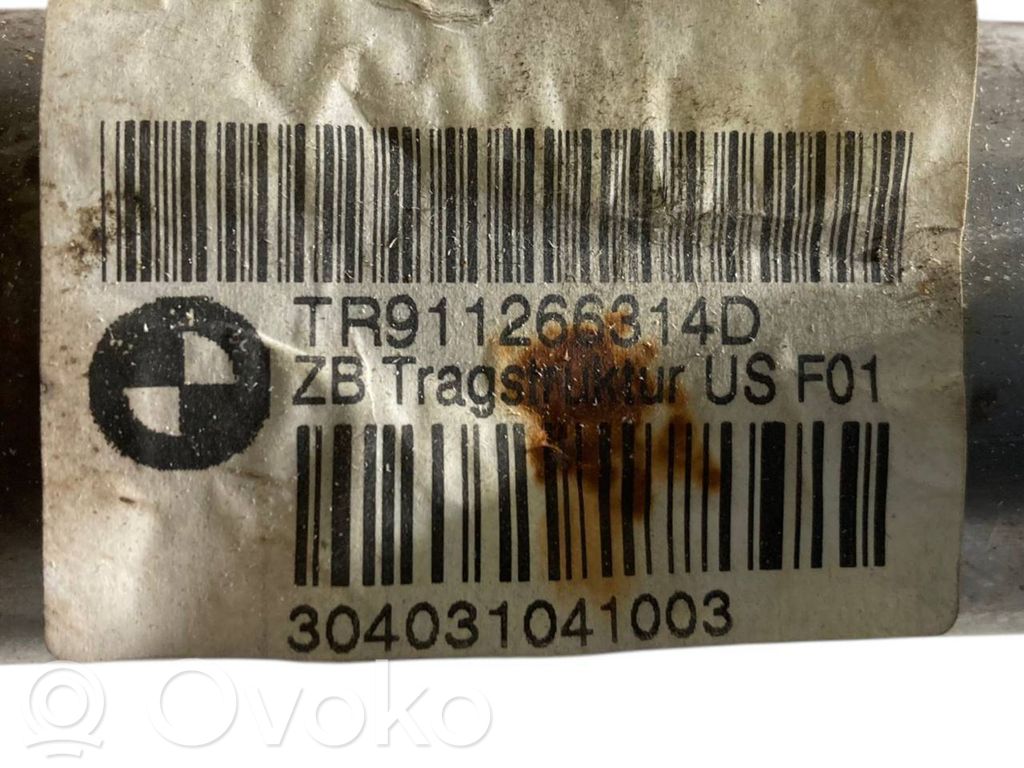 TR911266314D
ZB Tragstruktur US F01
304031041003
Ovoko